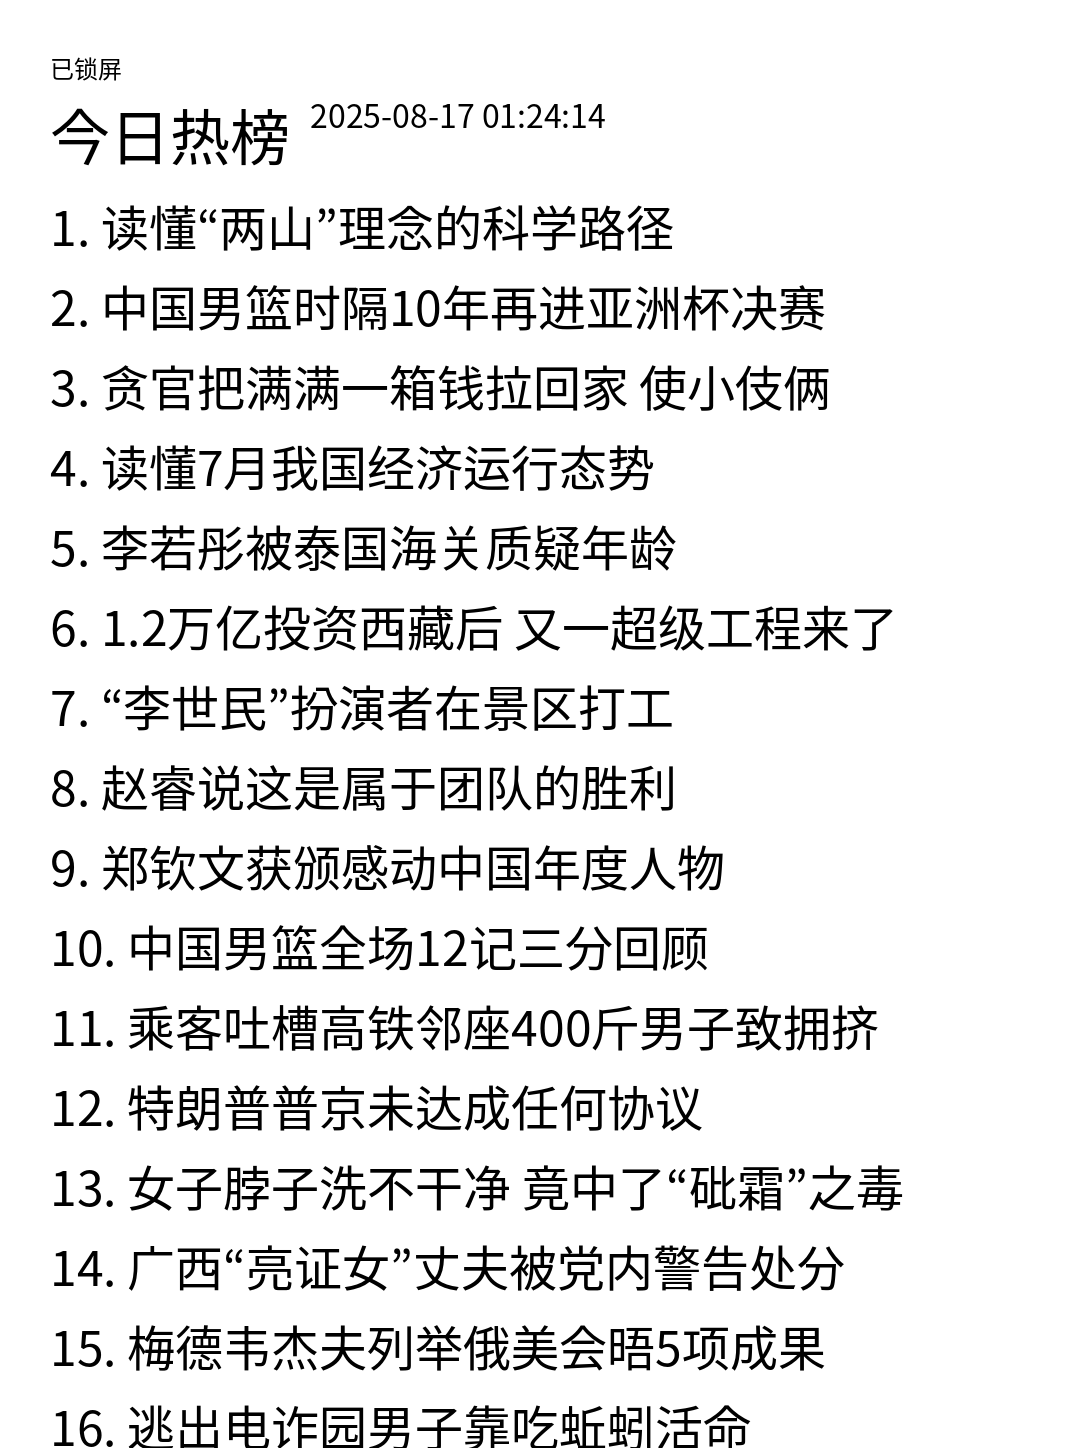 已锁屏
今日热榜 2025-08-17 01:24:14
1. 读懂“两山”理念的科学路径
2. 中国男篮时隔10年再进亚洲杯决赛
3. 贪官把满满一箱钱拉回家 使小伎俩
4. 读懂7月我国经济运行态势
5. 李若彤被泰国海关质疑年龄
6. 1.2万亿投资西藏后 又一超级工程来了
7. “李世民”扮演者在景区打工
8. 赵睿说这是属于团队的胜利
9. 郑钦文获颁感动中国年度人物
10. 中国男篮全场12记三分回顾
11. 乘客吐槽高铁邻座400斤男子致拥挤
12. 特朗普普京未达成任何协议
13. 女子脖子洗不干净 竟中了“砒霜”之毒
14. 广西“亮证女”丈夫被党内警告处分
15. 梅德韦杰夫列举俄美会晤5项成果
16. 逃出电诈园男子靠吃蚯蚓活命